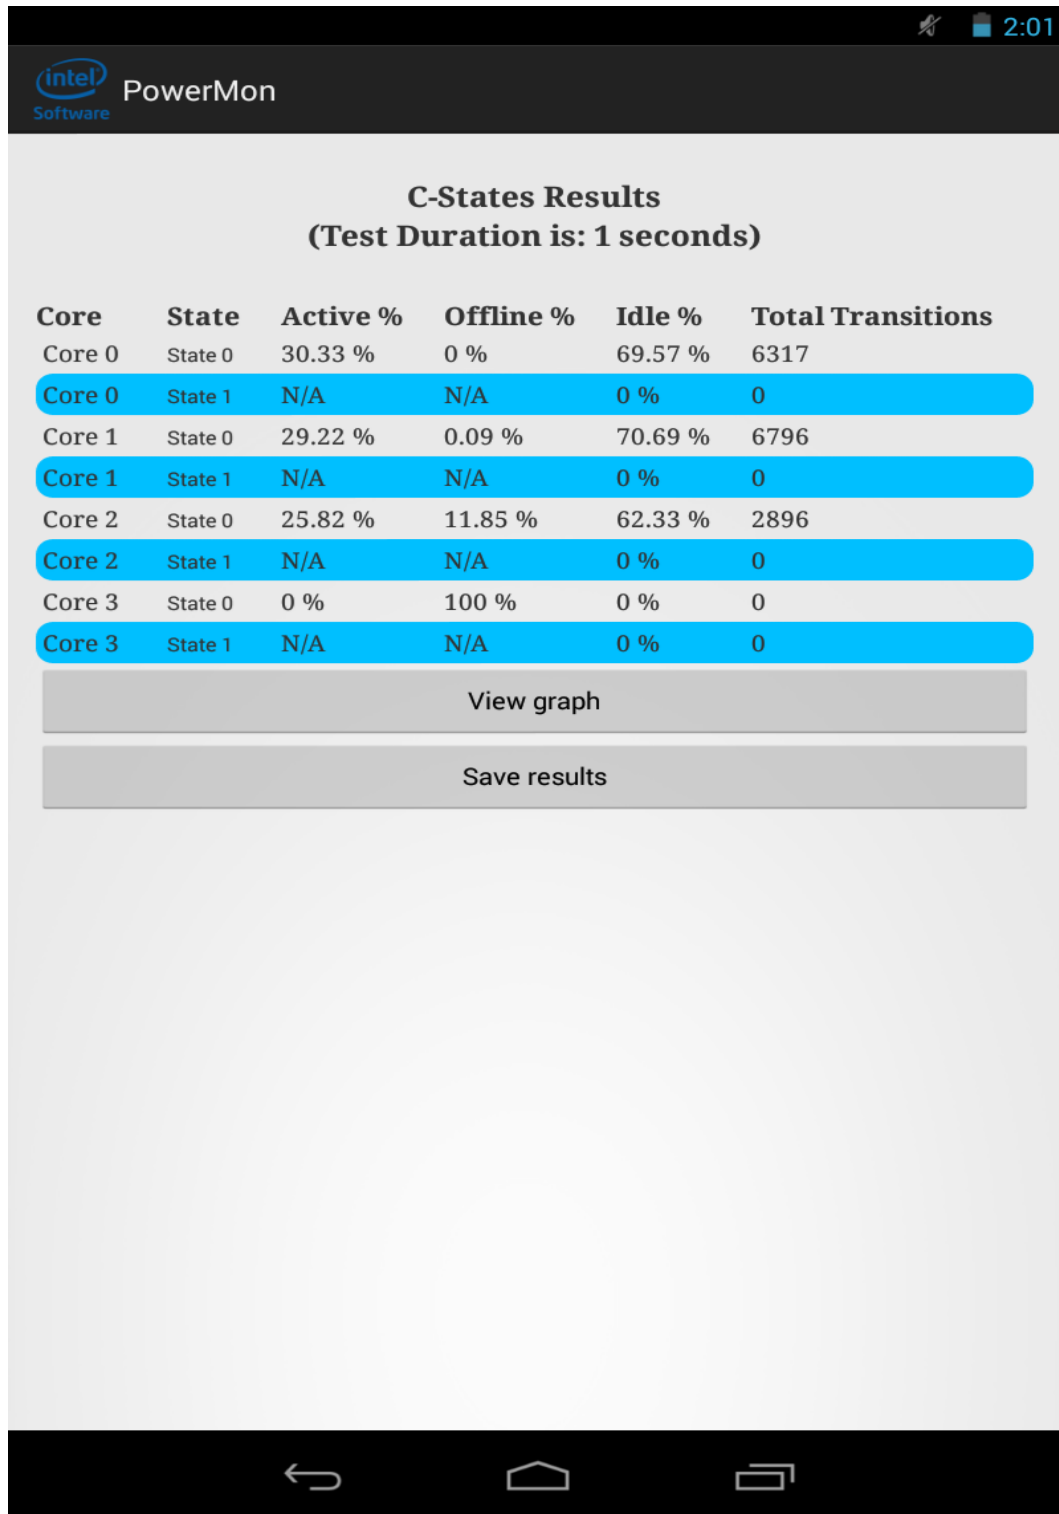 2:01
intel
Software
PowerMon
C-States Results
(Test Duration is: 1 seconds)
Core State Active % Offline % Idle % Total Transitions
Core 0 State 0 30.33 % 0 % 69.57 % 6317
Core 0 State 1 N/A N/A 0 % 0
Core 1 State 0 29.22 % 0.09 % 70.69 % 6796
Core 1 State 1 N/A N/A 0 % 0
Core 2 State 0 25.82 % 11.85 % 62.33 % 2896
Core 2 State 1 N/A N/A 0 % 0
Core 3 State 0 0 % 100 % 0 % 0
Core 3 State 1 N/A N/A 0 % 0
View graph
Save results